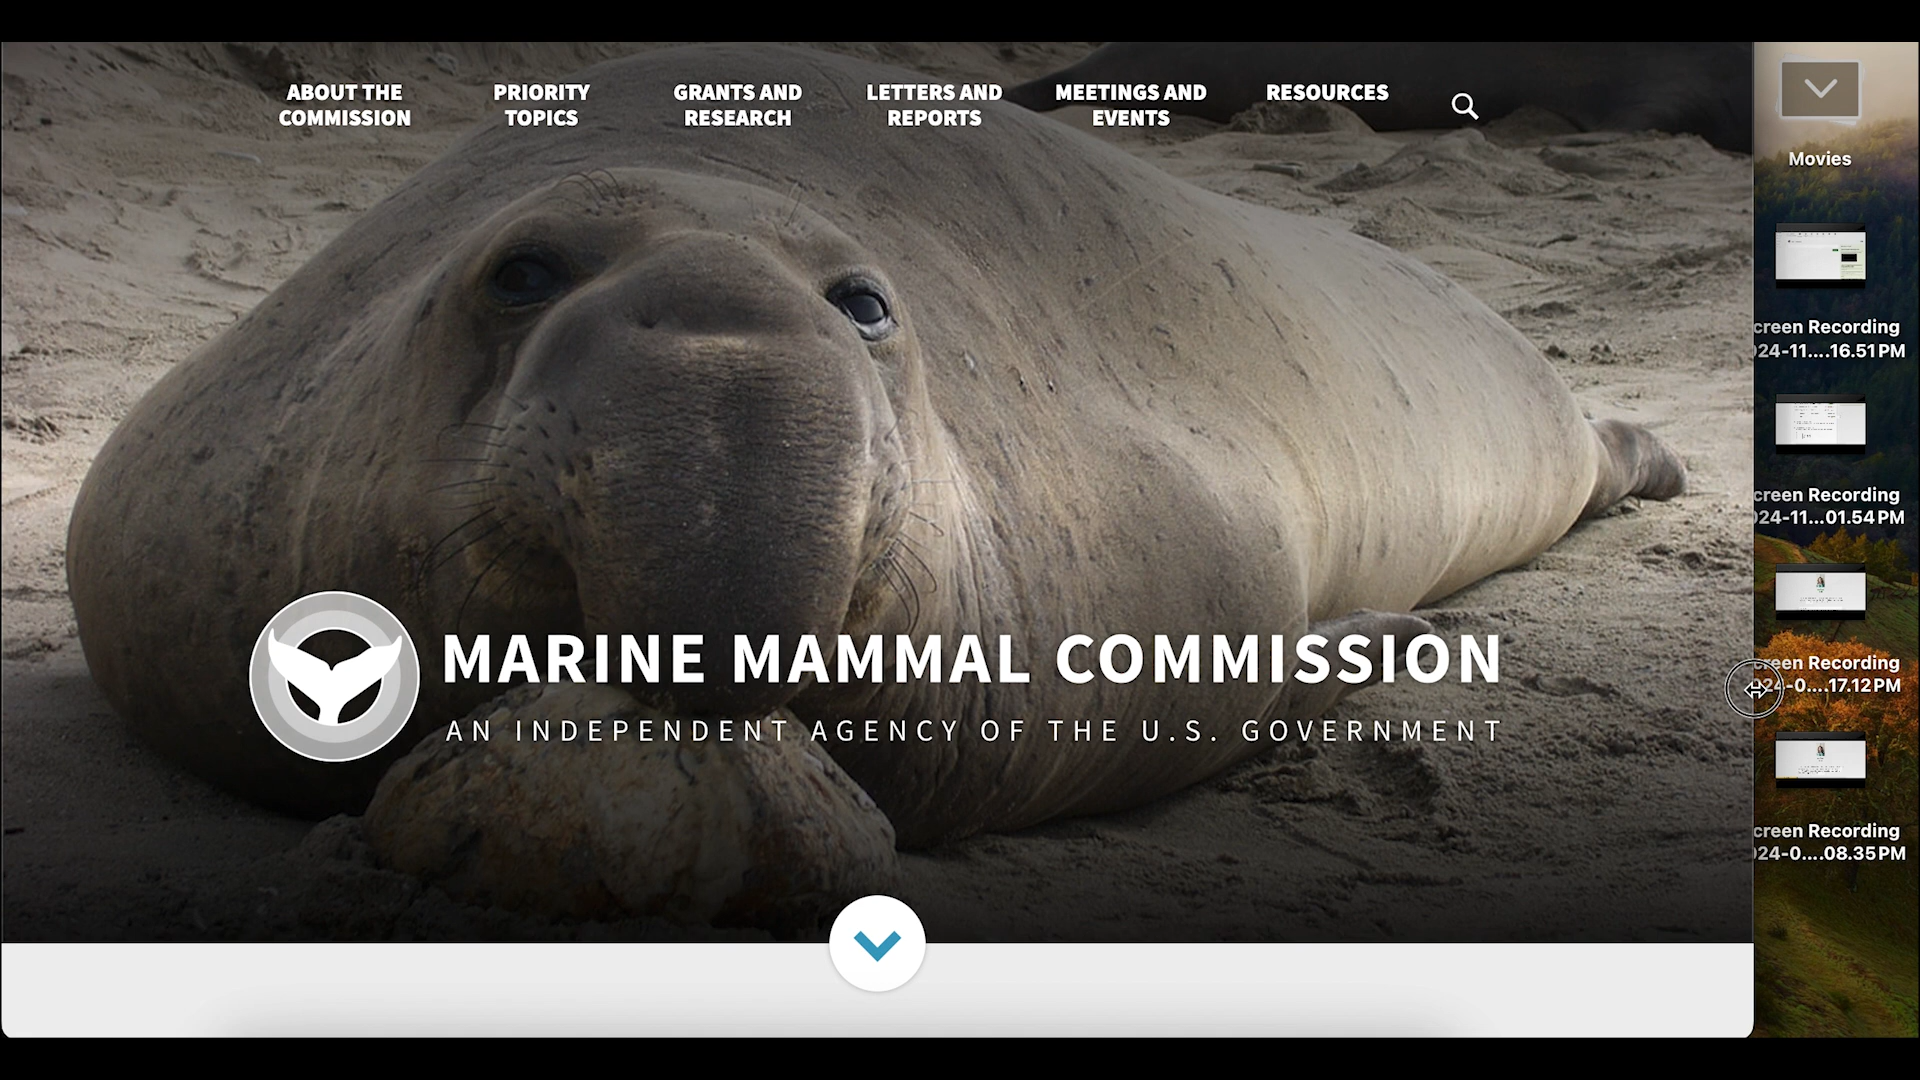 ABOUT THE
COMMISSION
PRIORITY
TOPICS
GRANTS AND
RESEARCH
LETTERS AND
REPORTS
MEETINGS AND
EVENTS
RESOURCES
MARINE MAMMAL COMMISSION
AN INDEPENDENT AGENCY OF THE U.S. GOVERNMENT
Movies
creen Recording
24-11....16.51 PM
creen Recording
24-11...01.54 PM
reen Recording
24-0....17.12 PM
creen Recording
24-0....08.35 PM